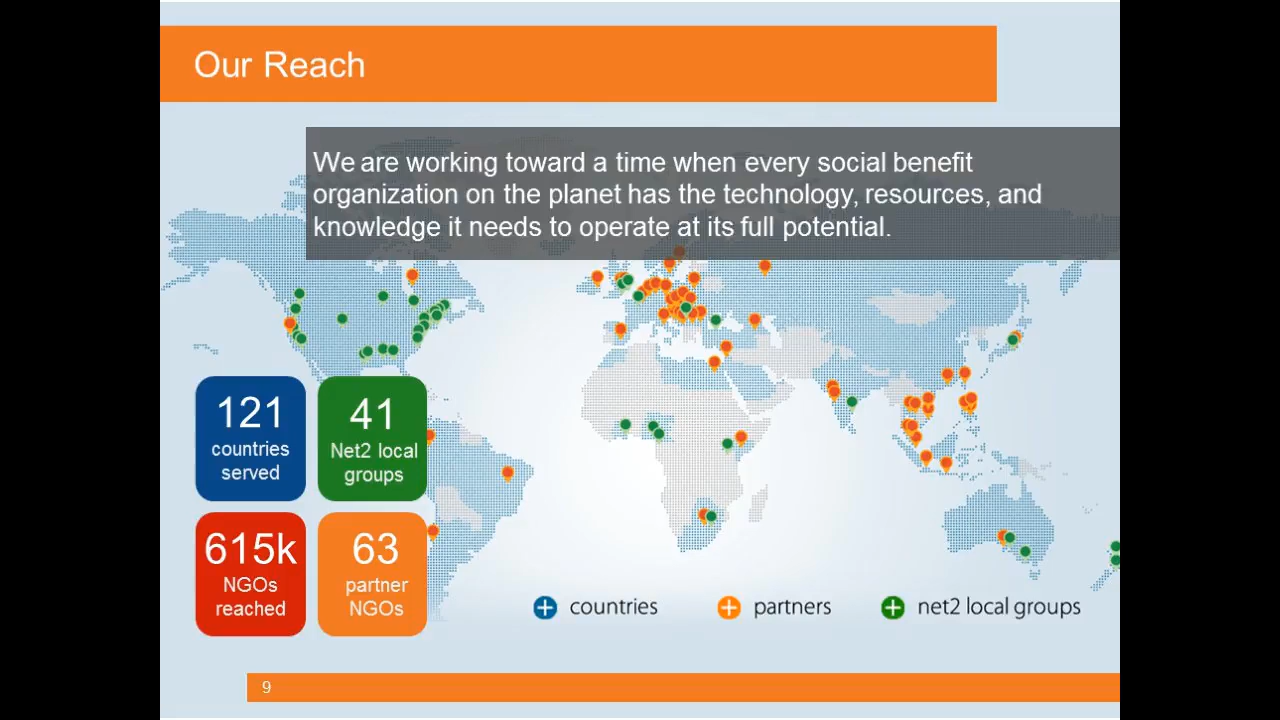 Our Reach
We are working toward a time when every social benefit
organization on the planet has the technology, resources, and
knowledge it needs to operate at its full potential.
121
countries
served
41
Net2 local
groups
615k
NGOs
reached
63
partner
NGOs
countries
partners
net2 local groups
9